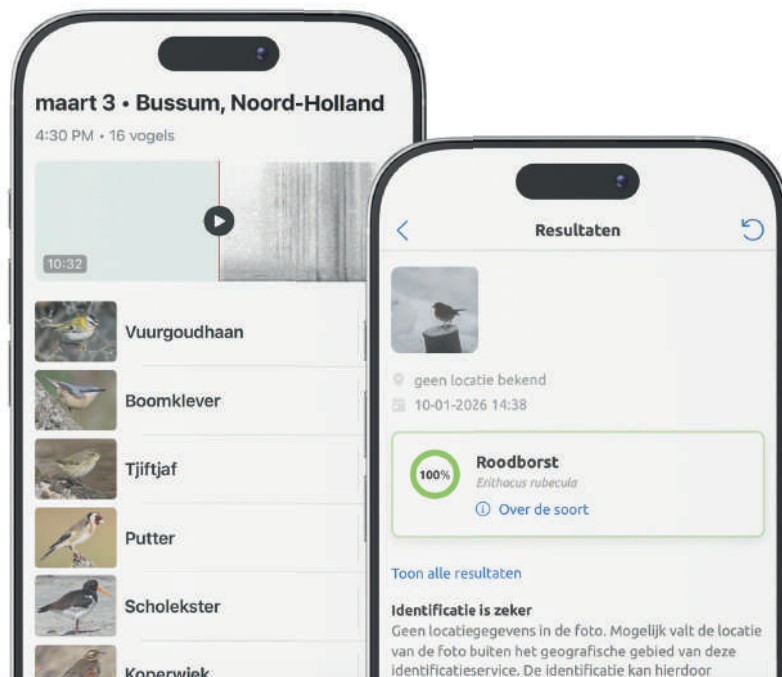 maart 3 • Bussum, Noord-Holland
4:30 PM • 16 vogels
10:32
Vuurgoudhaan
Boomklever
Tjiftjaf
Putter
Scholekster
Koperwiek
Resultaten
geen locatie bekend
10-01-2026 14:38
100%
Roodborst
Erithacus rubecula
Over de soort
Toon alle resultaten
Identificatie is zeker
Geen locatiegegevens in de foto. Mogelijk valt de locatie
van de foto buiten het geografische gebied van deze
identificatieservice. De identificatie kan hierdoor